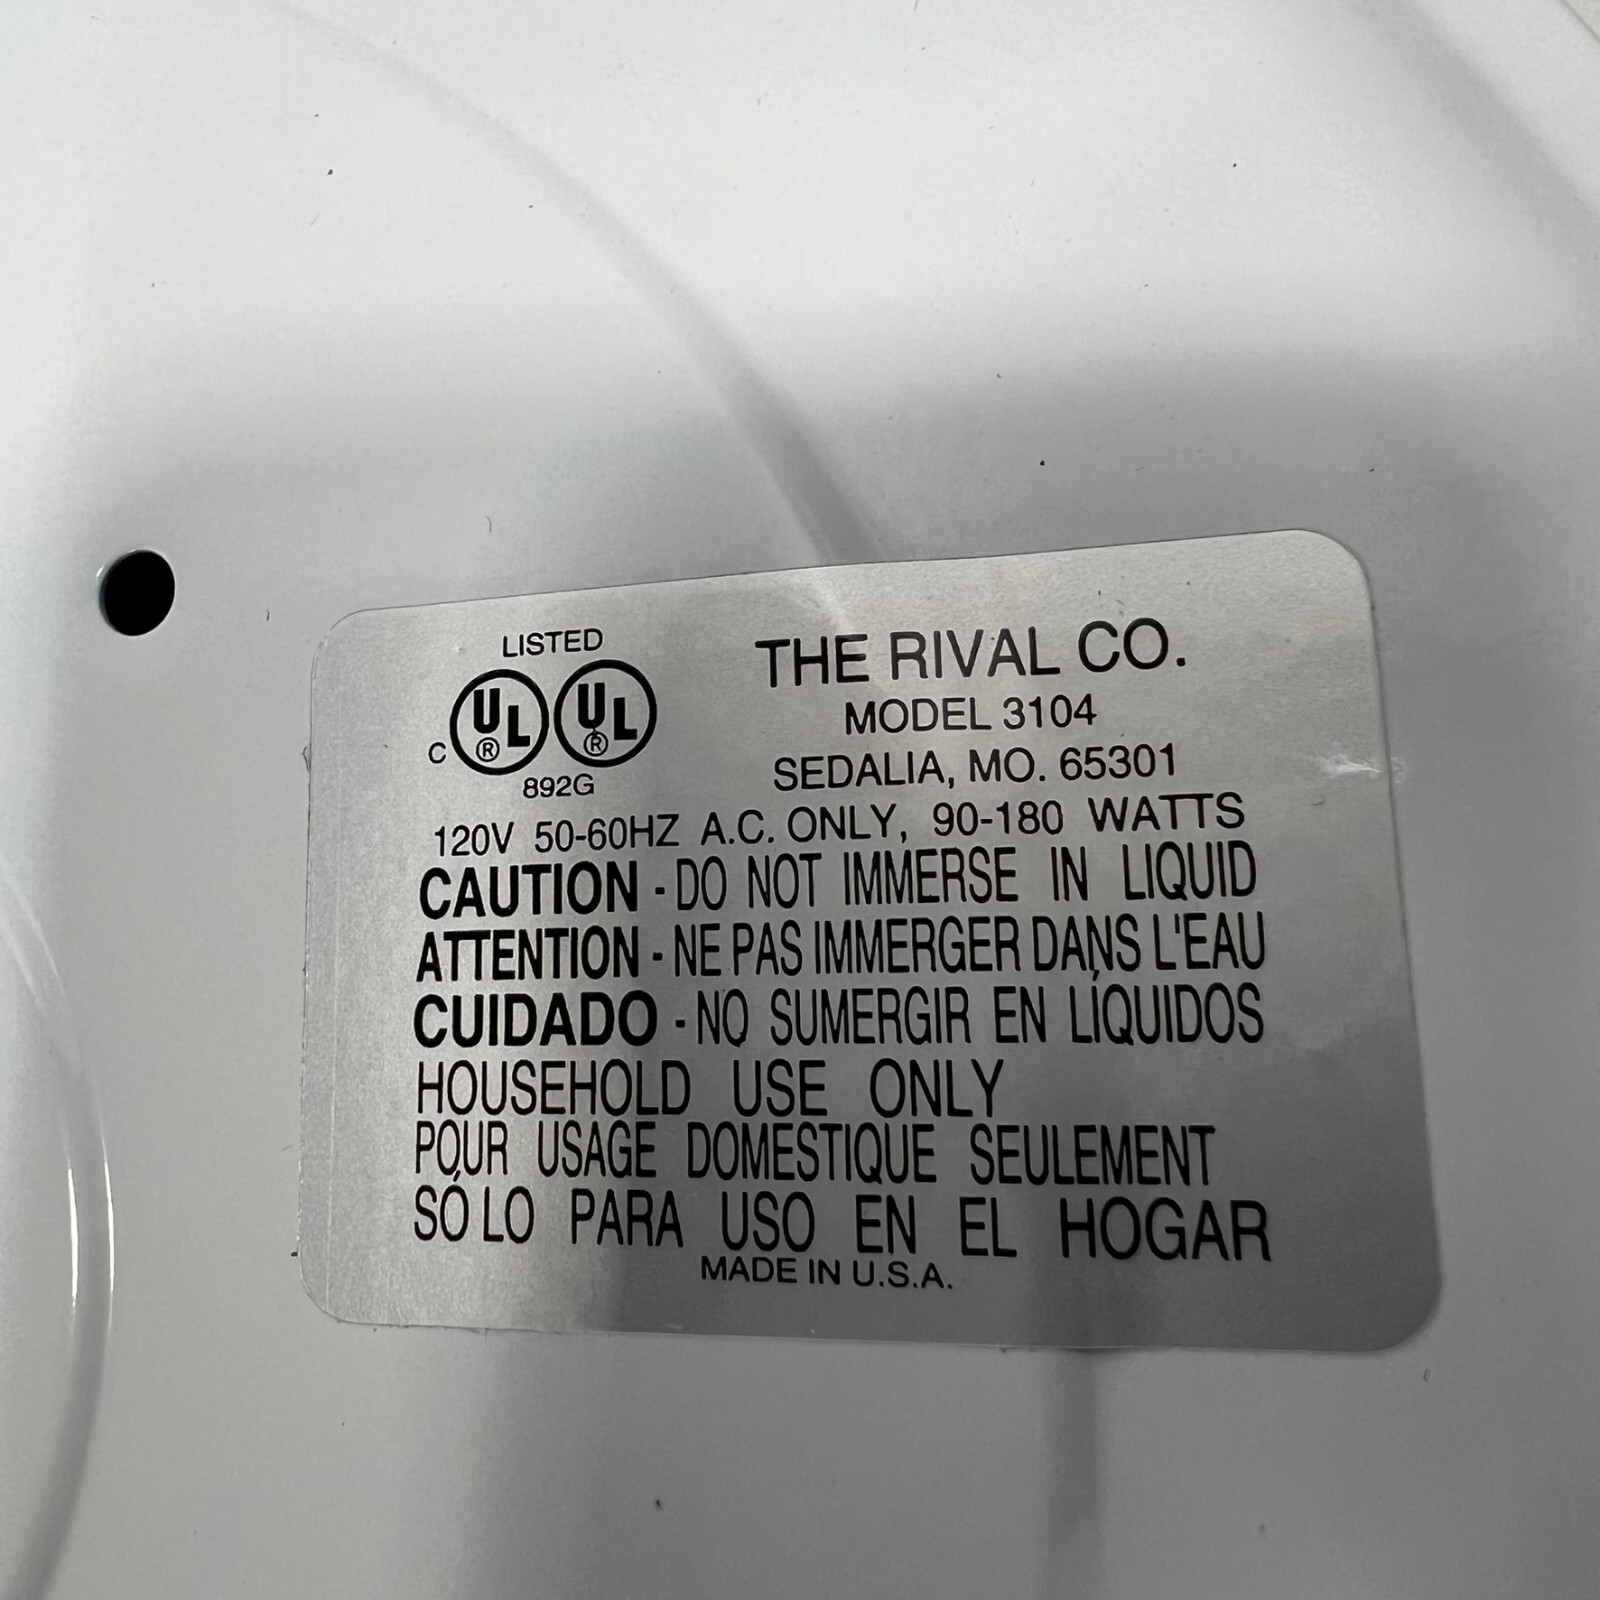 LISTED
C UL® UL®
892G
THE RIVAL CO.
MODEL 3104
SEDALIA, MO. 65301
120V 50-60HZ A.C. ONLY, 90-180 WATTS
CAUTION - DO NOT IMMERSE IN LIQUID
ATTENTION - NE PAS IMMERGER DANS L'EAU
CUIDADO - NO SUMERGIR EN LÍQUIDOS
HOUSEHOLD USE ONLY
POUR USAGE DOMESTIQUE SEULEMENT
SÓLO PARA USO EN EL HOGAR
MADE IN U.S.A.